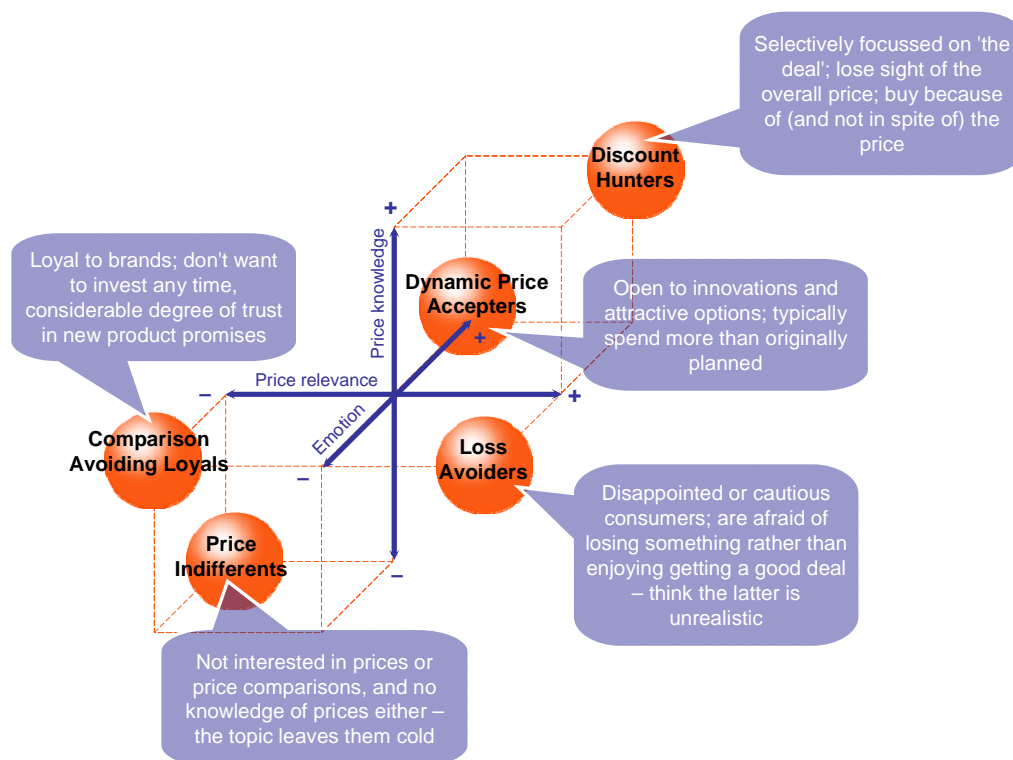 Selectively focussed on 'the
deal'; lose sight of the
overall price; buy because
of (and not in spite of) the
price
Discount
Hunters
+
Price knowledge
Loyal to brands; don't want
to invest any time,
considerable degree of trust
in new product promises
Dynamic Price
Accepters
+
Open to innovations and
attractive options; typically
spend more than originally
planned
–
Price relevance
+
Emotion
–
Comparison
Avoiding Loyals
Loss
Avoiders
Disappointed or cautious
consumers; are afraid of
losing something rather than
enjoying getting a good deal
– think the latter is
unrealistic
Price
Indifferents
–
Not interested in prices or
price comparisons, and no
knowledge of prices either –
the topic leaves them cold